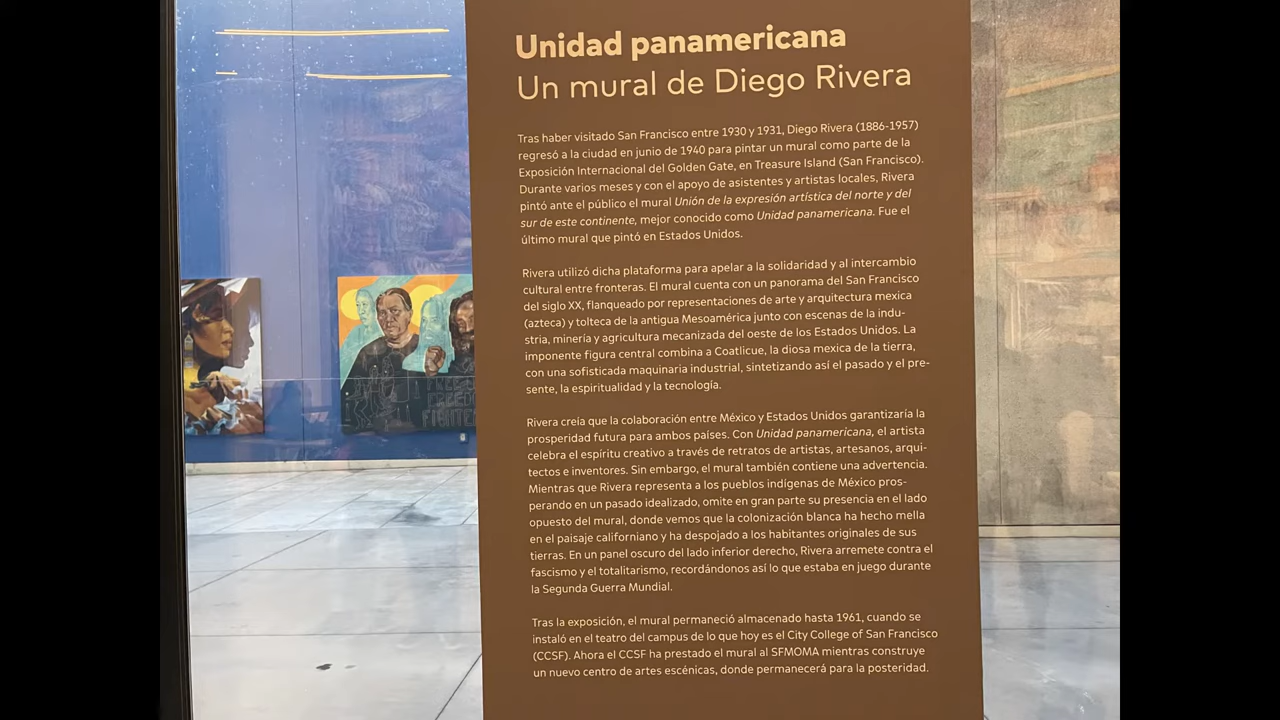 Unidad panamericana
Un mural de Diego Rivera
Tras haber visitado San Francisco entre 1930 y 1931, Diego Rivera (1886-1957)
regresó a la ciudad en junio de 1940 para pintar un mural como parte de la
Exposición Internacional del Golden Gate, en Treasure Island (San Francisco).
Durante varios meses y con el apoyo de asistentes y artistas locales, Rivera
pintó ante el público el mural Unión de la expresión artística del norte y del
sur de este continente, mejor conocido como Unidad panamericana. Fue el
último mural que pintó en Estados Unidos.
Rivera utilizó dicha plataforma para apelar a la solidaridad y al intercambio
cultural entre fronteras. El mural cuenta con un panorama del San Francisco
del siglo XX, flanqueado por representaciones de arte y arquitectura mexica
(azteca) y tolteca de la antigua Mesoamérica junto con escenas de la indu-
stria, minería y agricultura mecanizada del oeste de los Estados Unidos. La
imponente figura central combina a Coatlicue, la diosa mexica de la tierra,
con una sofisticada maquinaria industrial, sintetizando así el pasado y el pre-
sente, la espiritualidad y la tecnología.
Rivera creía que la colaboración entre México y Estados Unidos garantizaría la
prosperidad futura para ambos países. Con Unidad panamericana, el artista
celebra el espíritu creativo a través de retratos de artistas, artesanos, arqui-
tectos e inventores. Sin embargo, el mural también contiene una advertencia.
Mientras que Rivera representa a los pueblos indígenas de México pros-
perando en un pasado idealizado, omite en gran parte su presencia en el lado
opuesto del mural, donde vemos que la colonización blanca ha hecho mella
en el paisaje californiano y ha despojado a los habitantes originales de sus
tierras. En un panel oscuro del lado inferior derecho, Rivera arremete contra el
fascismo y el totalitarismo, recordándonos así lo que estaba en juego durante
la Segunda Guerra Mundial.
Tras la exposición, el mural permaneció almacenado hasta 1961, cuando se
instaló en el teatro del campus de lo que hoy es el City College of San Francisco
(CCSF). Ahora el CCSF ha prestado el mural al SFMOMA mientras construye
un nuevo centro de artes escénicas, donde permanecerá para la posteridad.